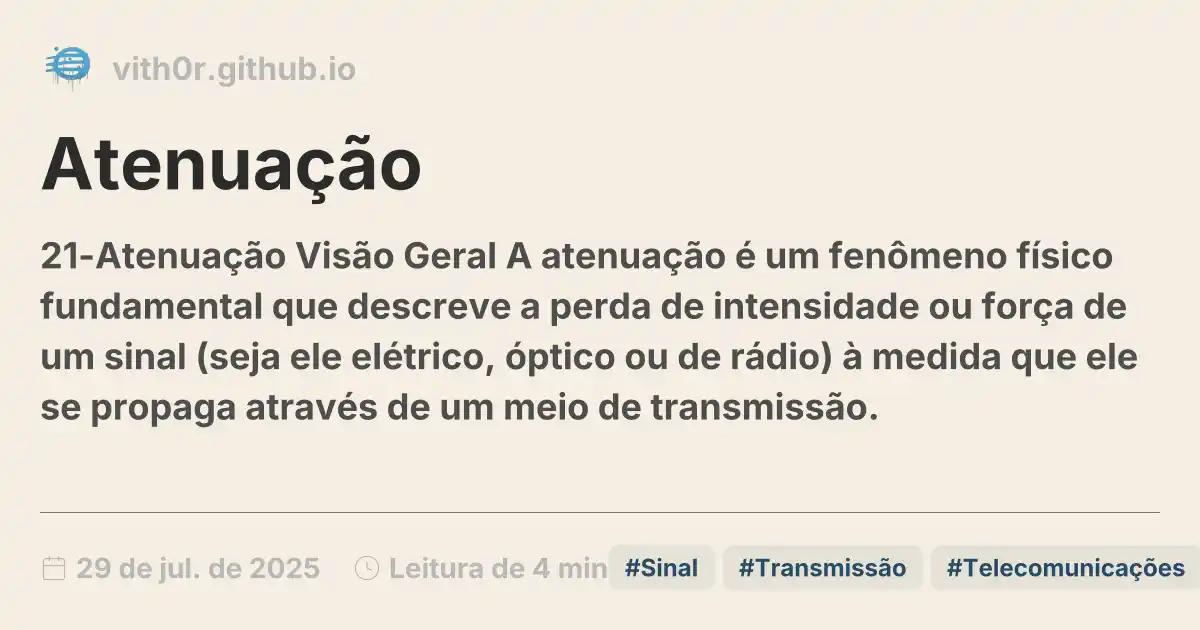 vith0r.github.io
Atenuação
21-Atenuação Visão Geral A atenuação é um fenômeno físico
fundamental que descreve a perda de intensidade ou força de
um sinal (seja ele elétrico, óptico ou de rádio) à medida que ele
se propaga através de um meio de transmissão.
29 de jul. de 2025 Leitura de 4 min #Sinal #Transmissão #Telecomunicações